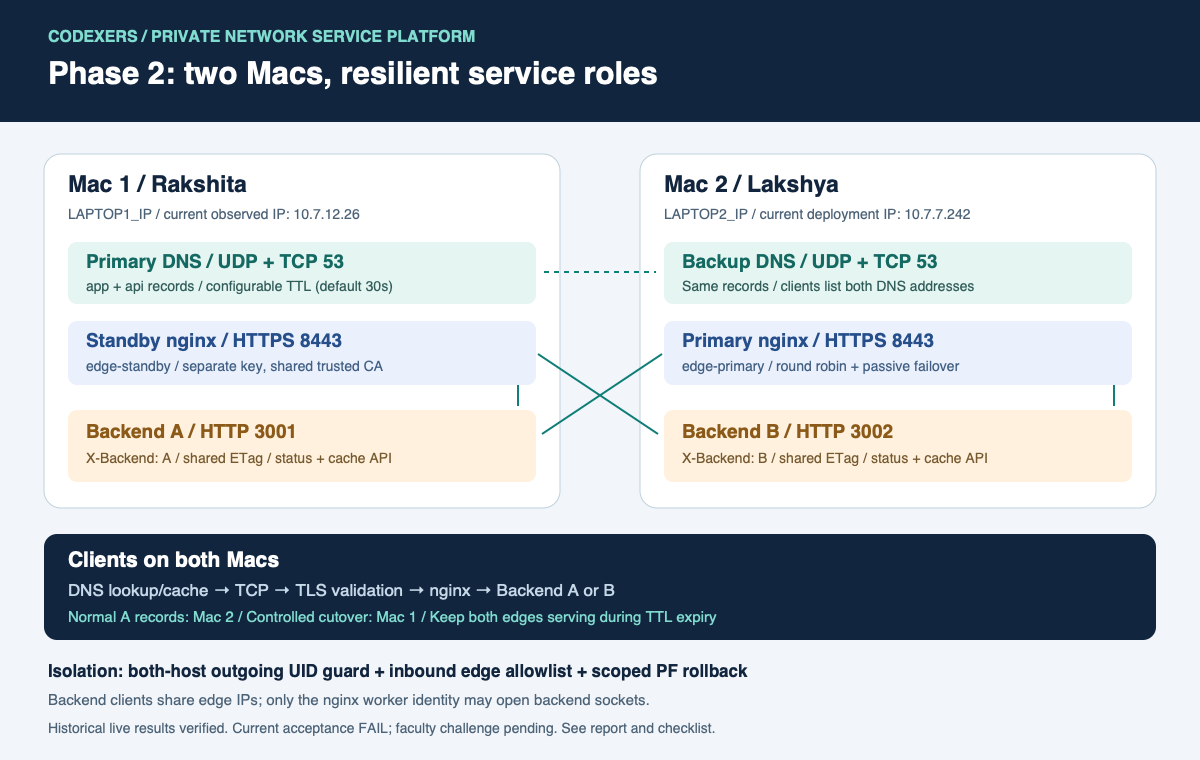 CODEXERS / PRIVATE NETWORK SERVICE PLATFORM
Phase 2: two Macs, resilient service roles
Mac 1 / Rakshita
LAPTOP1_IP / current observed IP: 10.7.12.26
Primary DNS / UDP + TCP 53
app + api records / configurable TTL (default 30s)
Standby nginx / HTTPS 8443
edge-standby / separate key, shared trusted CA
Backend A / HTTP 3001
X-Backend: A / shared ETag / status + cache API
Mac 2 / Lakshya
LAPTOP2_IP / current deployment IP: 10.7.7.242
Backup DNS / UDP + TCP 53
Same records / clients list both DNS addresses
Primary nginx / HTTPS 8443
edge-primary / round robin + passive failover
Backend B / HTTP 3002
X-Backend: B / shared ETag / status + cache API
Clients on both Macs
DNS lookup/cache → TCP → TLS validation → nginx → Backend A or B
Normal A records: Mac 2 / Controlled cutover: Mac 1 / Keep both edges serving during TTL expiry
Isolation: both-host outgoing UID guard + inbound edge allowlist + scoped PF rollback
Backend clients share edge IPs; only the nginx worker identity may open backend sockets.
Historical live results verified. Current acceptance FAIL; faculty challenge pending. See report and checklist.